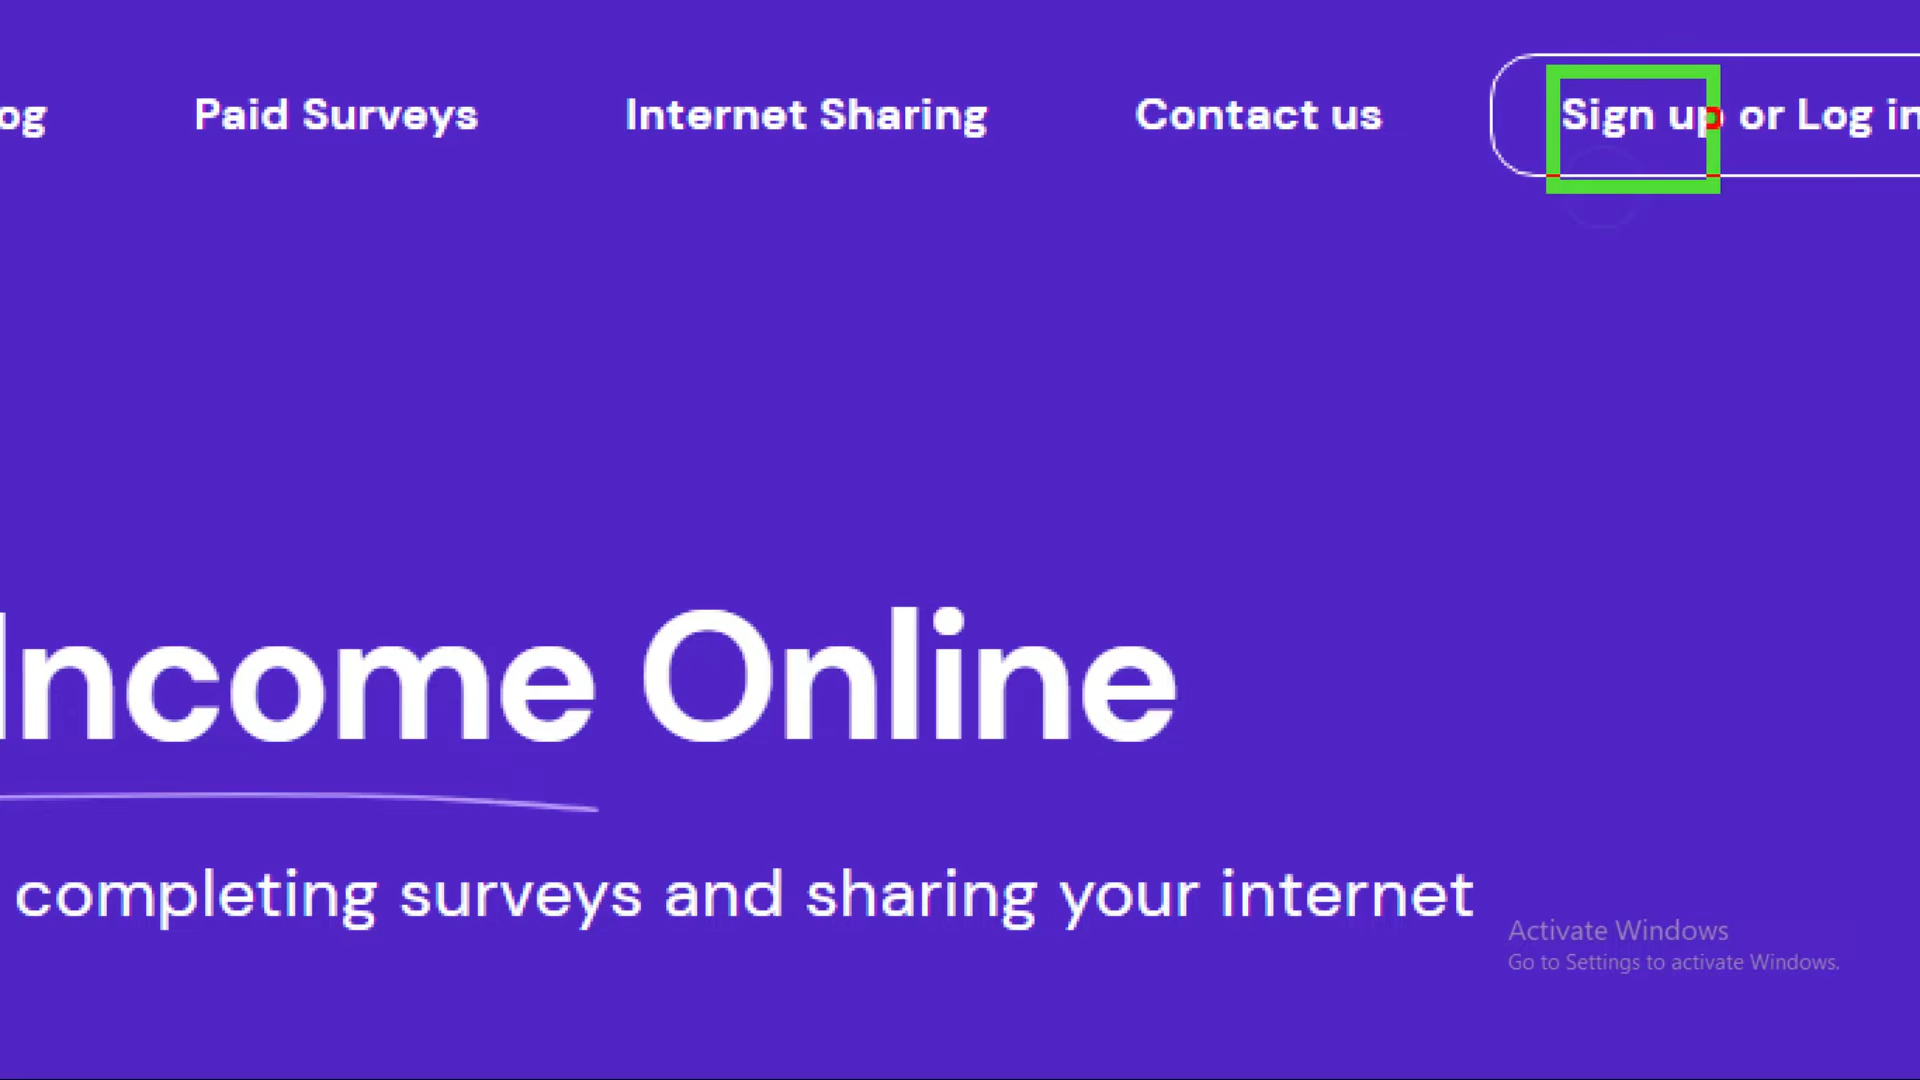 og Paid Surveys Internet Sharing Contact us Sign up or Log in
Income Online
completing surveys and sharing your internet
Activate Windows
Go to Settings to activate Windows.